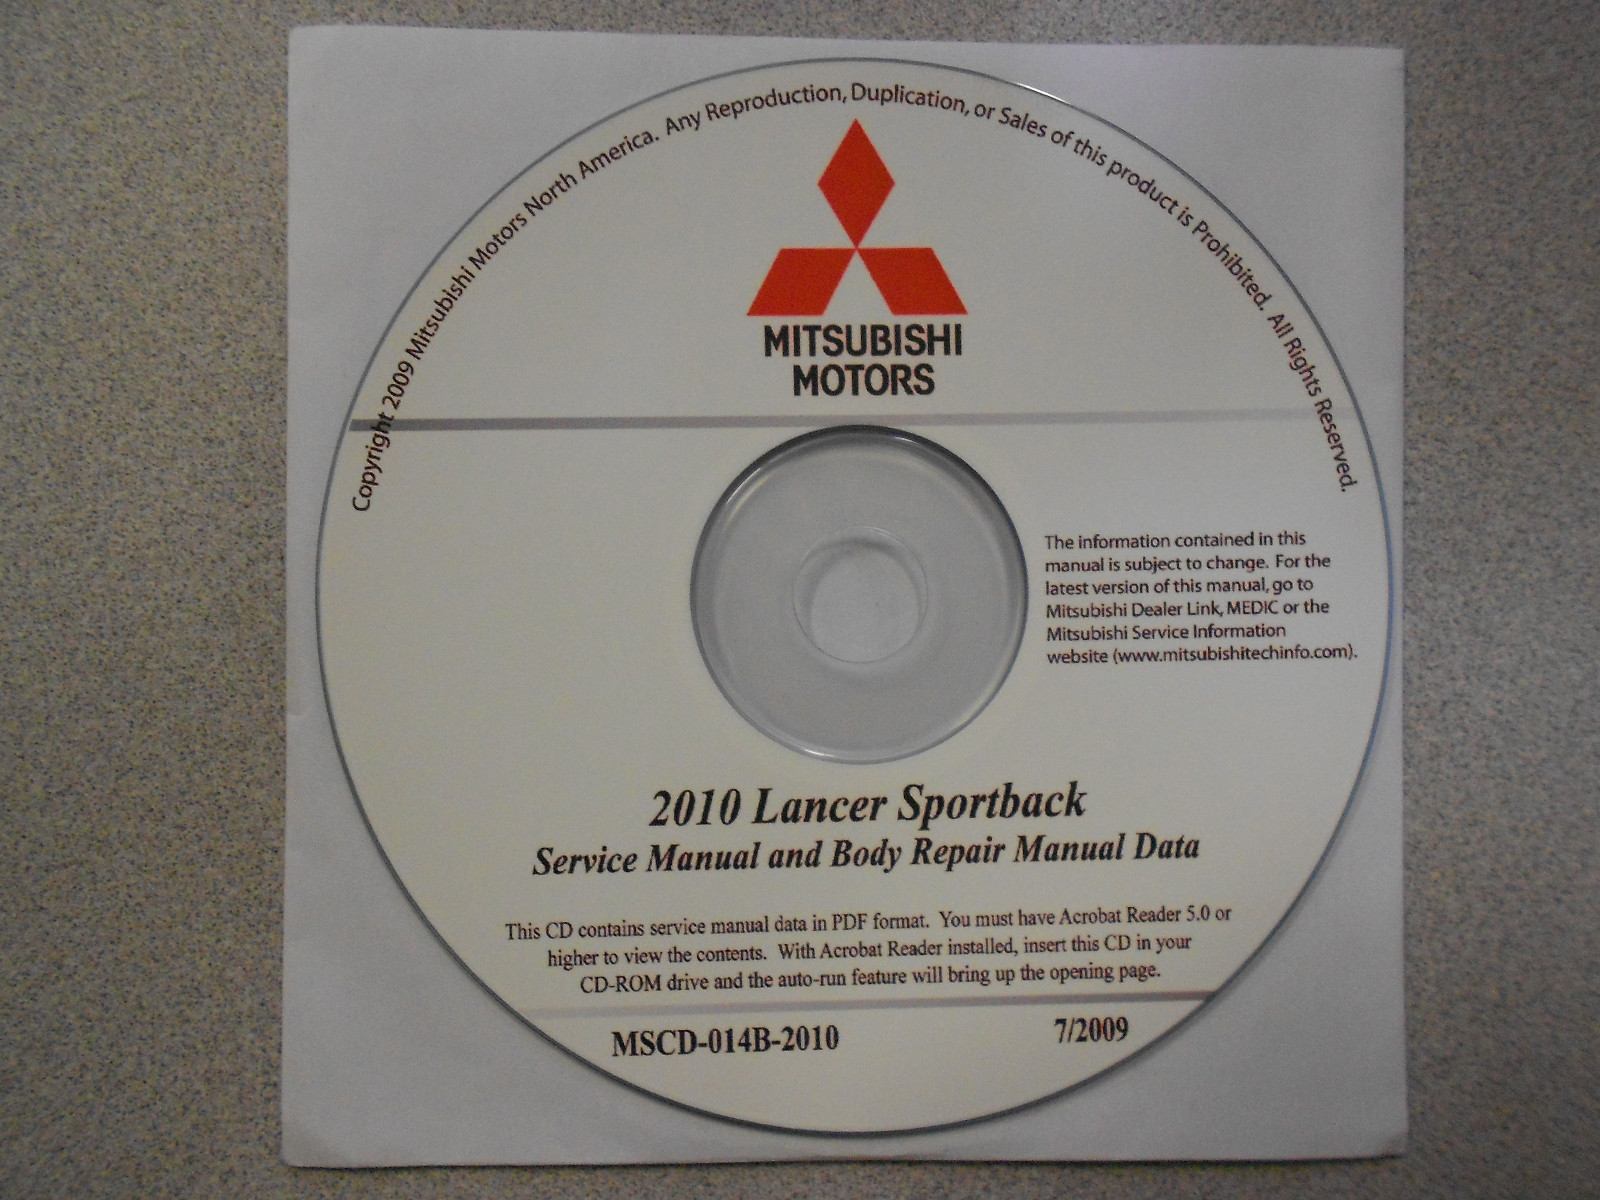 Copyright 2009 Mitsubishi Motors North America. Any Reproduction, Duplication, or Sales of this product is Prohibited. All Rights Reserved.
MITSUBISHI
MOTORS
The information contained in this
manual is subject to change. For the
latest version of this manual, go to
Mitsubishi Dealer Link, MEDIC or the
Mitsubishi Service Information
website (www.mitsubishitechinfo.com).
2010 Lancer Sportback
Service Manual and Body Repair Manual Data
This CD contains service manual data in PDF format. You must have Acrobat Reader 5.0 or
higher to view the contents. With Acrobat Reader installed, insert this CD in your
CD-ROM drive and the auto-run feature will bring up the opening page.
MSCD-014B-2010 7/2009